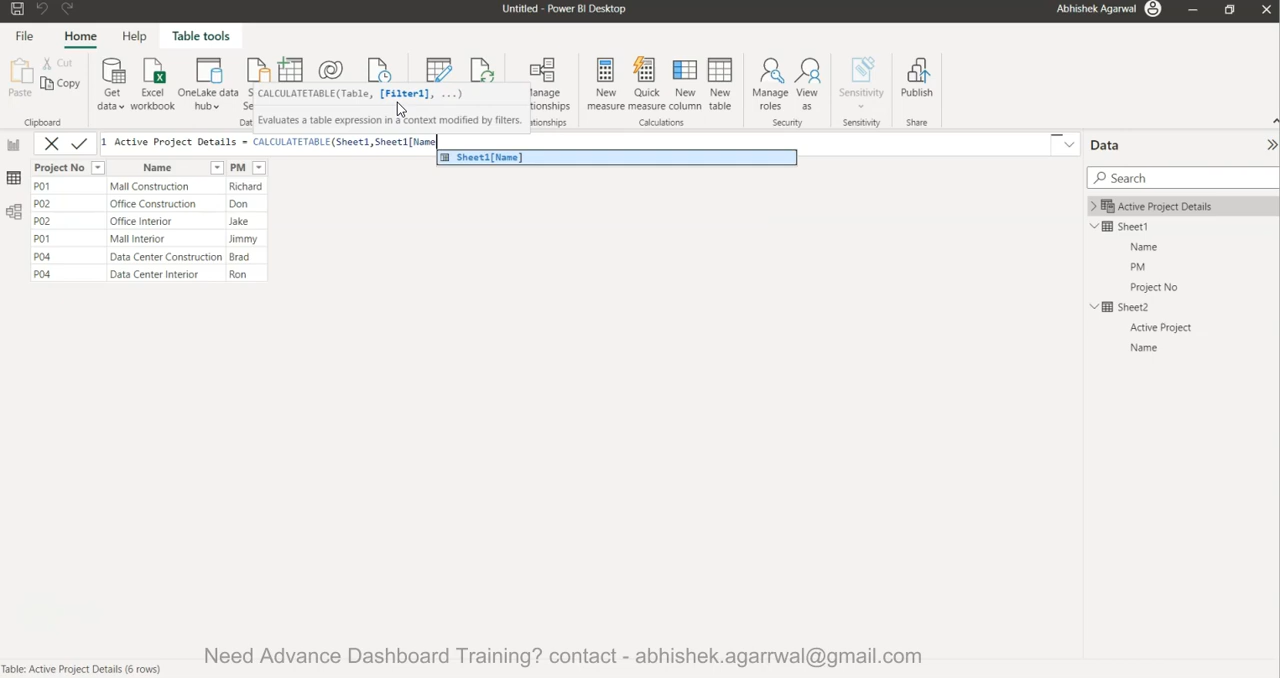 Untitled - Power BI Desktop
Abhishek Agarwal
File
Home
Help
Table tools
Paste
Cut
Copy
Clipboard
Get data
Excel workbook
OneLake data hub
CALCULATETABLE(Table, [Filter1], ...)
Evaluates a table expression in a context modified by filters.
New measure
Quick measure
New column
New table
Calculations
Manage roles
View as
Security
Sensitivity
Sensitivity
Publish
Share
1 Active Project Details = CALCULATETABLE(Sheet1,Sheet1[Name
Sheet1[Name]
Project No Name PM
P01 Mall Construction Richard
P02 Office Construction Don
P02 Office Interior Jake
P01 Mall Interior Jimmy
P04 Data Center Construction Brad
P04 Data Center Interior Ron
Data
Search
Active Project Details
Sheet1
Name
PM
Project No
Sheet2
Active Project
Name
Need Advance Dashboard Training? contact - abhishek.agarrwal@gmail.com
Table: Active Project Details (6 rows)